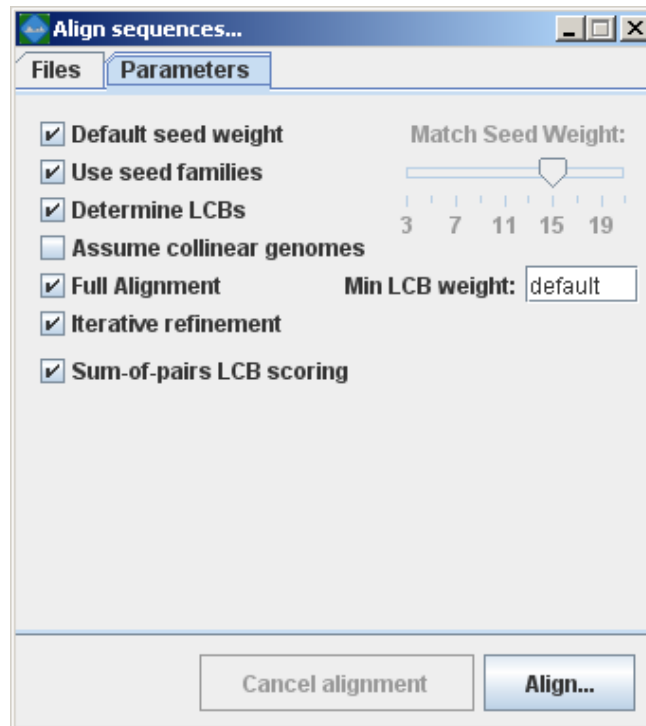 Align sequences...
Files Parameters
Default seed weight Match Seed Weight:
Use seed families
Determine LCBs
3 7 11 15 19
Assume collinear genomes
Full Alignment Min LCB weight: default
Iterative refinement
Sum-of-pairs LCB scoring
Cancel alignment Align...